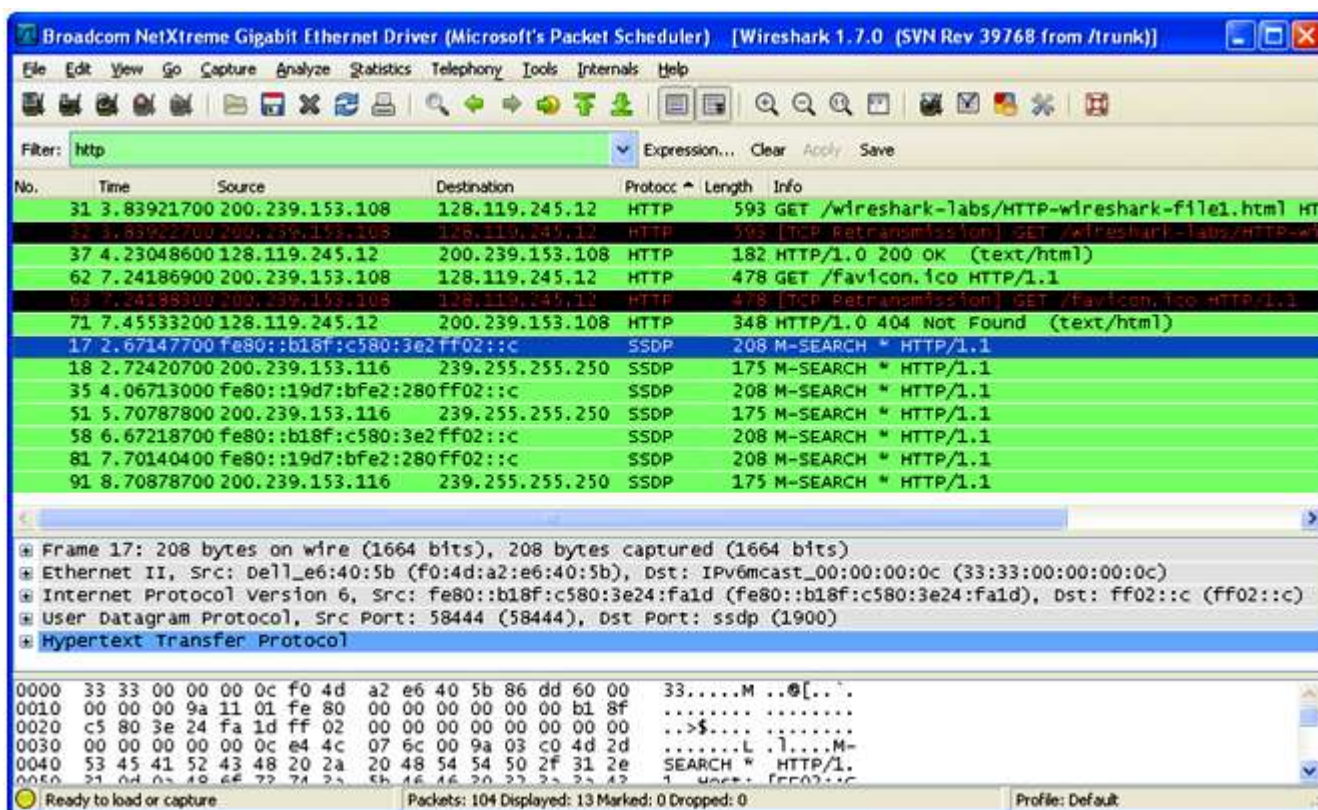 Broadcom NetXtreme Gigabit Ethernet Driver (Microsoft's Packet Scheduler) [Wireshark 1.7.0 (SVN Rev 39768 from /trunk)]
File Edit View Go Capture Analyze Statistics Telephony Tools Internals Help
Filter: http Expression... Clear Apply Save
No. Time Source Destination Protocc Length Info
31 3.83921700 200.239.153.108 128.119.245.12 HTTP 593 GET /wireshark-labs/HTTP-wireshark-file1.html HT
32 3.83922700 200.239.153.108 128.119.245.12 HTTP 593 [TCP Retransmission] GET /wireshark-labs/HTTP-wi
37 4.23048600 128.119.245.12 200.239.153.108 HTTP 182 HTTP/1.0 200 OK (text/html)
62 7.24186900 200.239.153.108 128.119.245.12 HTTP 478 GET /favicon.ico HTTP/1.1
63 7.24188300 200.239.153.108 128.119.245.12 HTTP 478 [TCP Retransmission] GET /favicon.ico HTTP/1.1
71 7.45533200 128.119.245.12 200.239.153.108 HTTP 348 HTTP/1.0 404 Not Found (text/html)
17 2.67147700 fe80::b18f:c580:3e2 ff02::c SSDP 208 M-SEARCH * HTTP/1.1
18 2.72420700 200.239.153.116 239.255.255.250 SSDP 175 M-SEARCH * HTTP/1.1
35 4.06713000 fe80::19d7:bfe2:280 ff02::c SSDP 208 M-SEARCH * HTTP/1.1
51 5.70787800 200.239.153.116 239.255.255.250 SSDP 175 M-SEARCH * HTTP/1.1
58 6.67218700 fe80::b18f:c580:3e2 ff02::c SSDP 208 M-SEARCH * HTTP/1.1
81 7.70140400 fe80::19d7:bfe2:280 ff02::c SSDP 208 M-SEARCH * HTTP/1.1
91 8.70878700 200.239.153.116 239.255.255.250 SSDP 175 M-SEARCH * HTTP/1.1
Frame 17: 208 bytes on wire (1664 bits), 208 bytes captured (1664 bits)
Ethernet II, Src: Dell_e6:40:5b (f0:4d:a2:e6:40:5b), Dst: IPv6mcast_00:00:00:0c (33:33:00:00:00:0c)
Internet Protocol Version 6, Src: fe80::b18f:c580:3e24:fa1d (fe80::b18f:c580:3e24:fa1d), Dst: ff02::c (ff02::c)
User Datagram Protocol, Src Port: 58444 (58444), Dst Port: ssdp (1900)
Hypertext Transfer Protocol
0000 33 33 00 00 00 0c f0 4d a2 e6 40 5b 86 dd 60 00 33.....M ..@[..`.
0010 00 00 00 9a 11 01 fe 80 00 00 00 00 00 00 b1 8f ........ ........
0020 c5 80 3e 24 fa 1d ff 02 00 00 00 00 00 00 00 00 ..>$.... ........
0030 00 00 00 00 00 0c e4 4c 07 6c 00 9a 03 c0 4d 2d .......L .l....M-
0040 53 45 41 52 43 48 20 2a 20 48 54 54 50 2f 31 2e SEARCH * HTTP/1.
Ready to load or capture Packets: 104 Displayed: 13 Marked: 0 Dropped: 0 Profile: Default